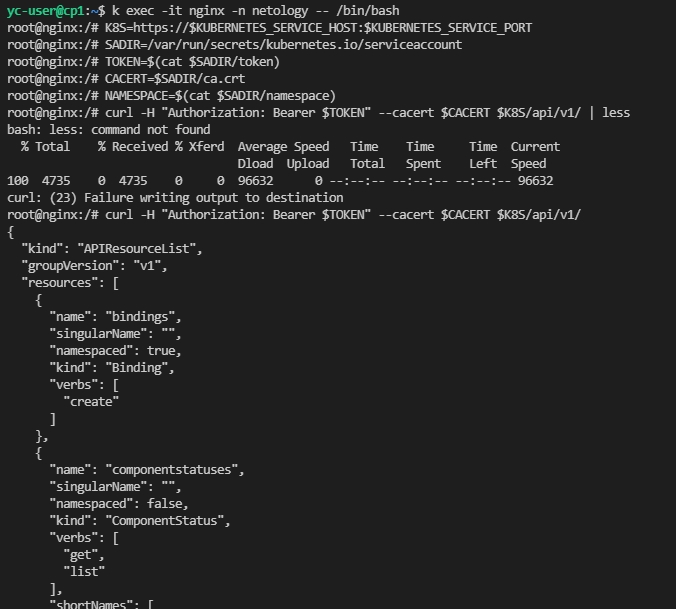 yc-user@cp1:~$ k exec -it nginx -n netology -- /bin/bash
root@nginx:/# K8S=https://$KUBERNETES_SERVICE_HOST:$KUBERNETES_SERVICE_PORT
root@nginx:/# SADIR=/var/run/secrets/kubernetes.io/serviceaccount
root@nginx:/# TOKEN=$(cat $SADIR/token)
root@nginx:/# CACERT=$SADIR/ca.crt
root@nginx:/# NAMESPACE=$(cat $SADIR/namespace)
root@nginx:/# curl -H "Authorization: Bearer $TOKEN" --cacert $CACERT $K8S/api/v1/ | less
bash: less: command not found
  % Total    % Received % Xferd  Average Speed   Time    Time     Time  Current
                                 Dload  Upload   Total   Spent    Left  Speed
100  4735    0  4735    0     0  96632      0 --:--:-- --:--:-- --:--:-- 96632
curl: (23) Failure writing output to destination
root@nginx:/# curl -H "Authorization: Bearer $TOKEN" --cacert $CACERT $K8S/api/v1/
{
  "kind": "APIResourceList",
  "groupVersion": "v1",
  "resources": [
    {
      "name": "bindings",
      "singularName": "",
      "namespaced": true,
      "kind": "Binding",
      "verbs": [
        "create"
      ]
    },
    {
      "name": "componentstatuses",
      "singularName": "",
      "namespaced": false,
      "kind": "ComponentStatus",
      "verbs": [
        "get",
        "list"
      ],
      "shortNames": [